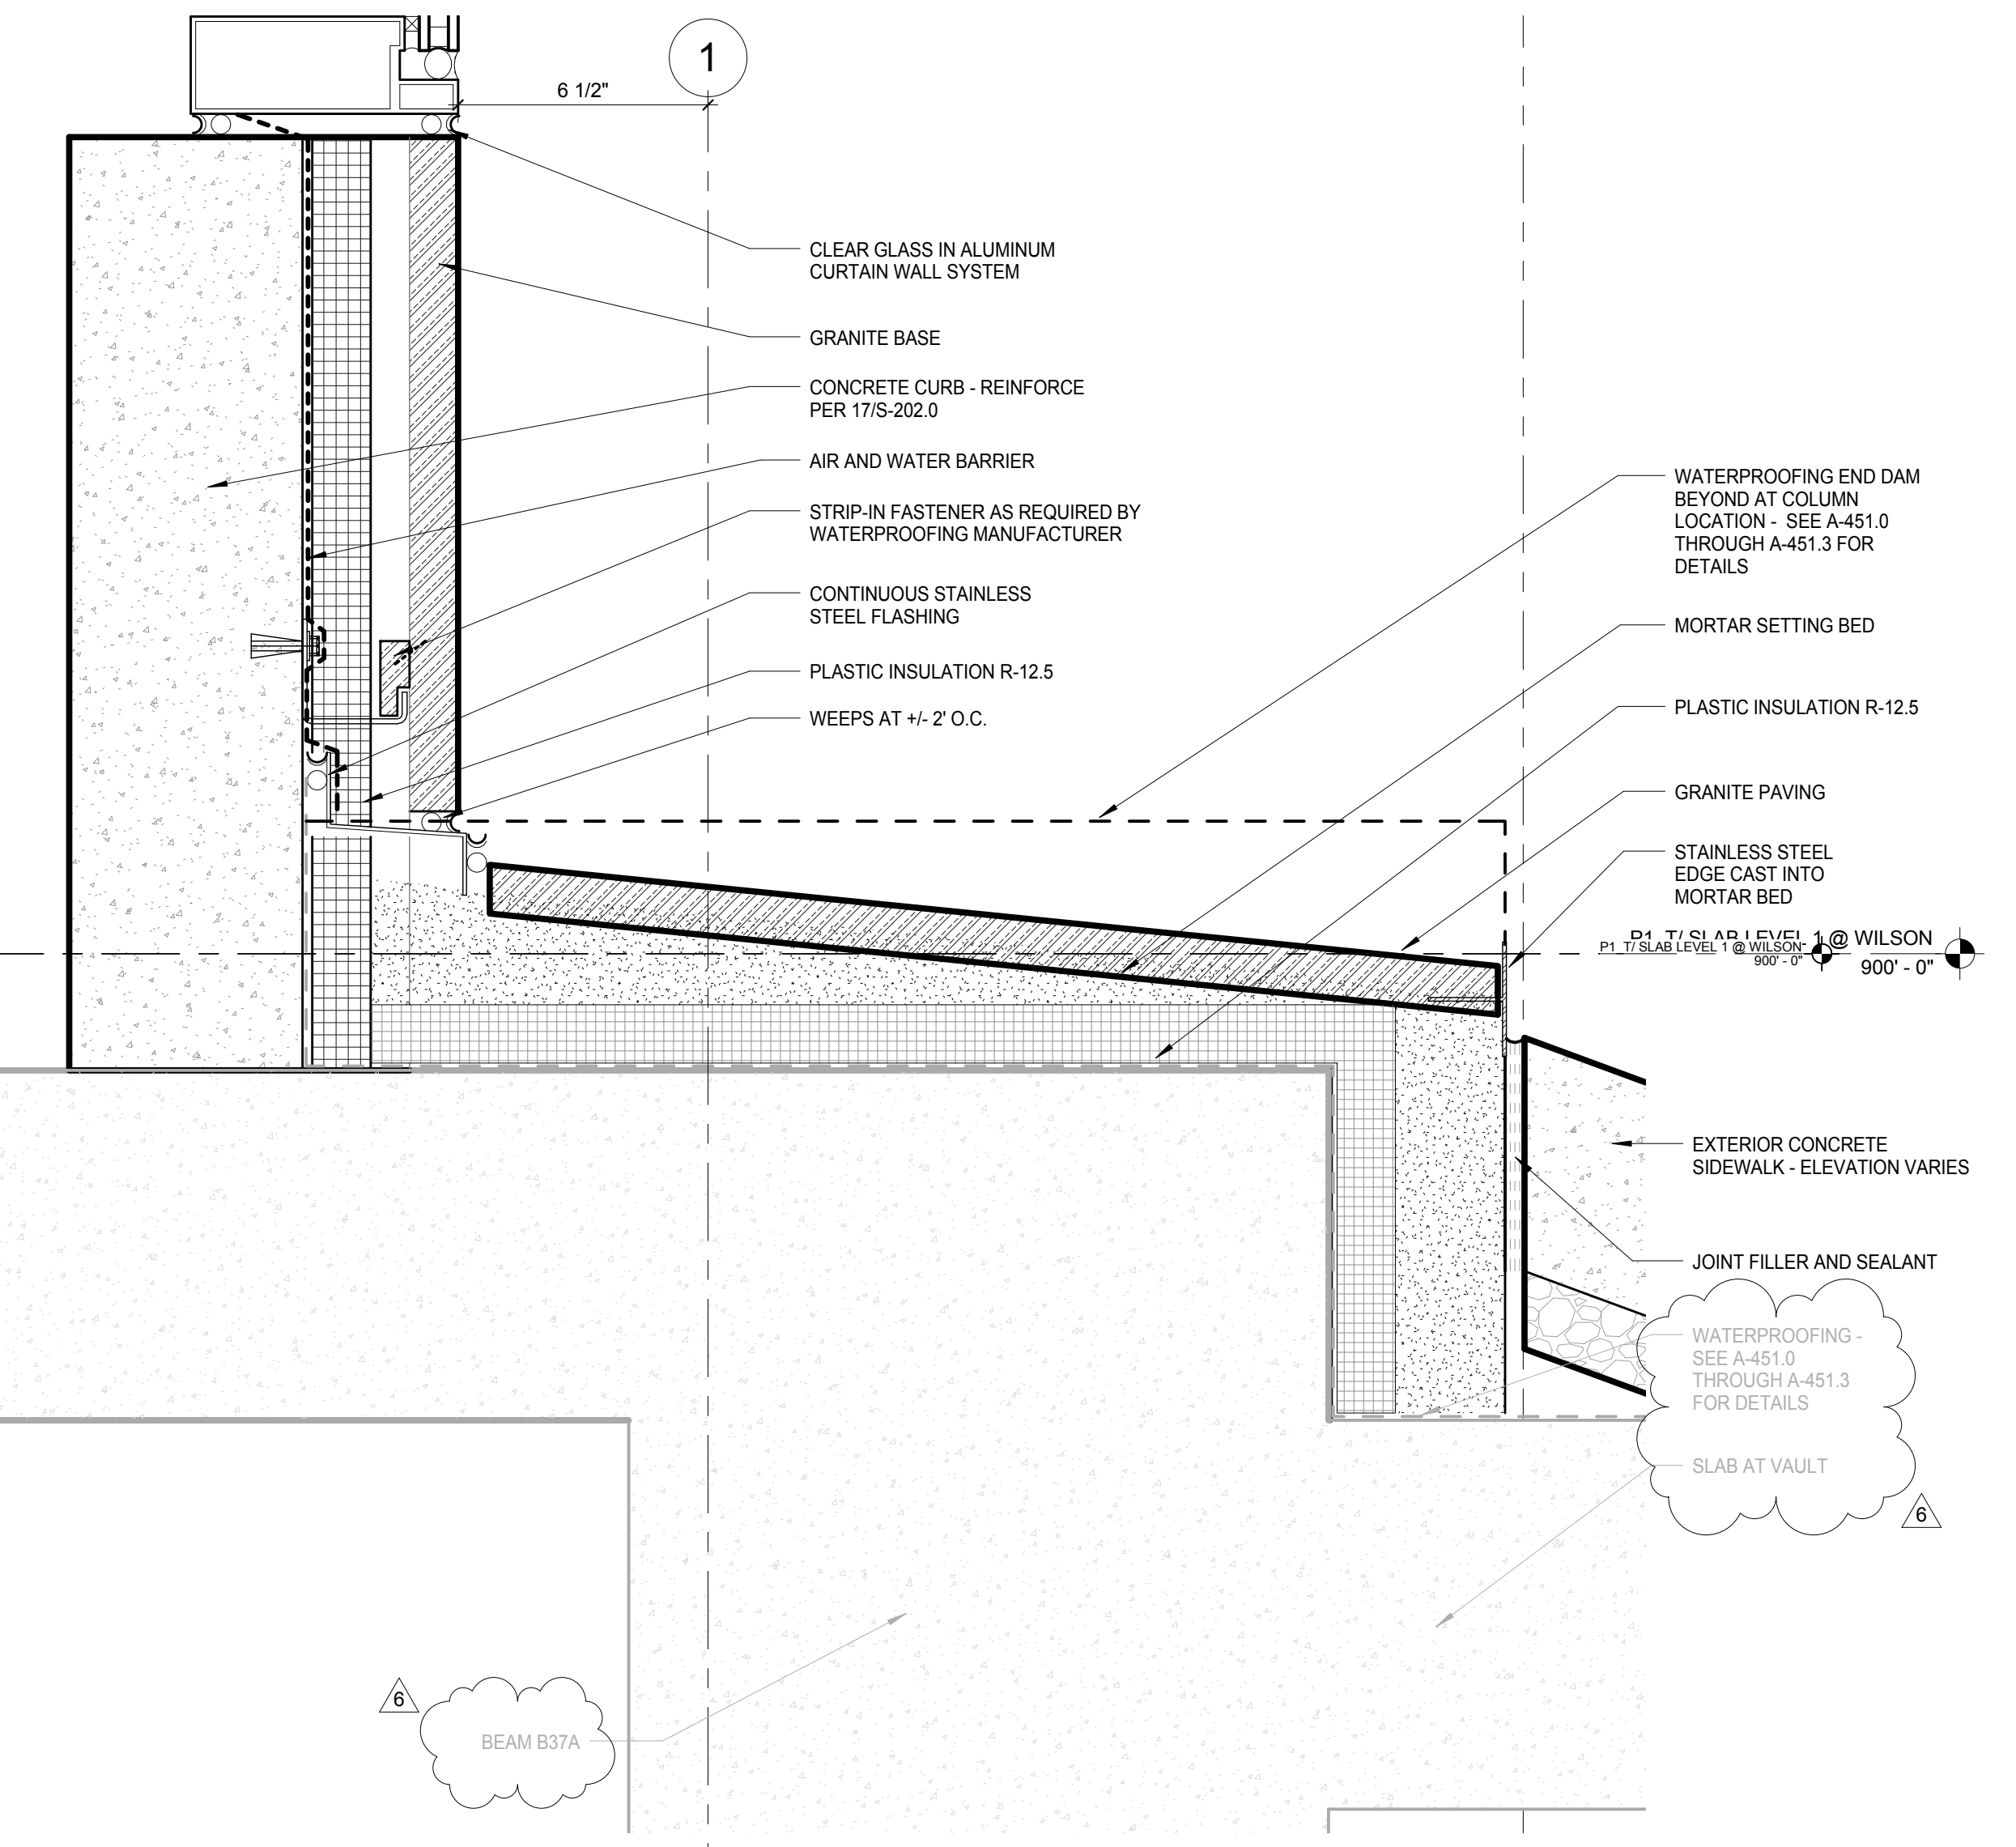 1
6 1/2"
CLEAR GLASS IN ALUMINUM
CURTAIN WALL SYSTEM
GRANITE BASE
CONCRETE CURB - REINFORCE
PER 17/S-202.0
AIR AND WATER BARRIER
STRIP-IN FASTENER AS REQUIRED BY
WATERPROOFING MANUFACTURER
CONTINUOUS STAINLESS
STEEL FLASHING
PLASTIC INSULATION R-12.5
WEEPS AT +/- 2' O.C.
WATERPROOFING END DAM
BEYOND AT COLUMN
LOCATION - SEE A-451.0
THROUGH A-451.3 FOR
DETAILS
MORTAR SETTING BED
PLASTIC INSULATION R-12.5
GRANITE PAVING
STAINLESS STEEL
EDGE CAST INTO
MORTAR BED
P1 T/ SLAB LEVEL 1 @ WILSON
900' - 0"
P1 T/ SLAB LEVEL 1 @ WILSON
900' - 0"
EXTERIOR CONCRETE
SIDEWALK - ELEVATION VARIES
JOINT FILLER AND SEALANT
WATERPROOFING -
SEE A-451.0
THROUGH A-451.3
FOR DETAILS
SLAB AT VAULT
6
6
BEAM B37A